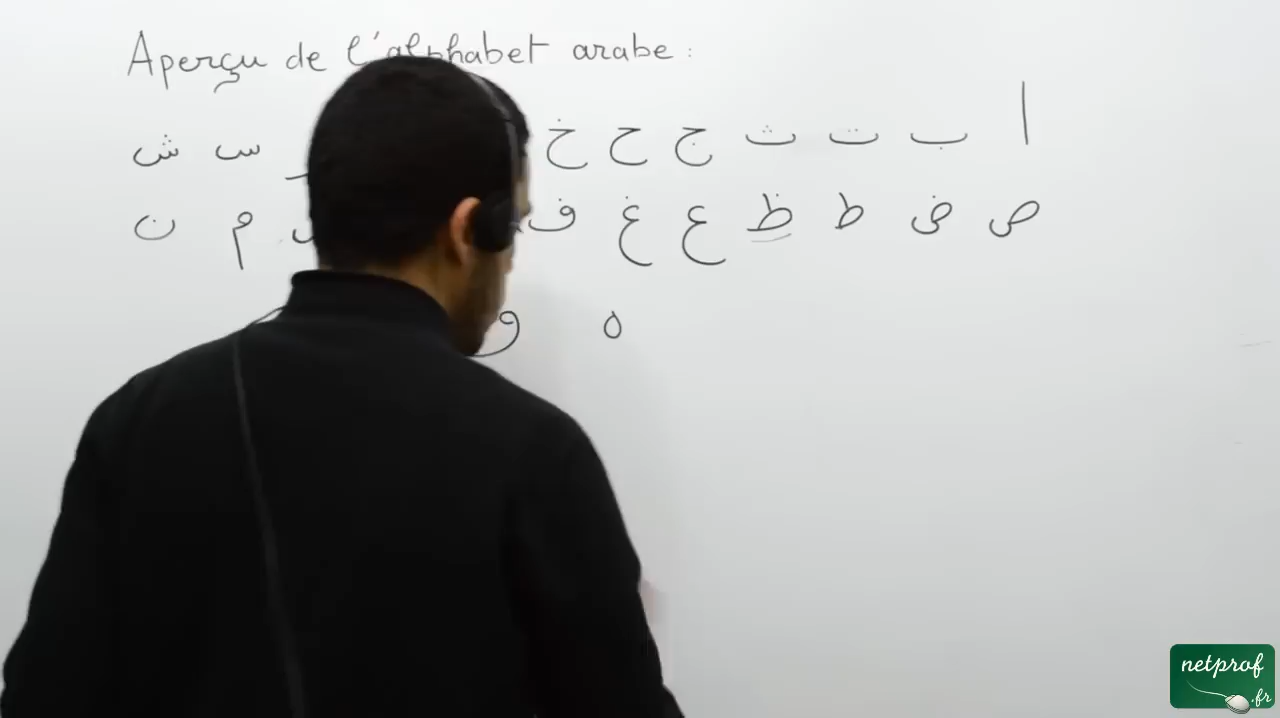 Aperçu de l'alphabet arabe :
ا ب ت ث ج ح خ س ش
ص ض ط ظ ع غ ف م ن
ه و
netprof
.fr